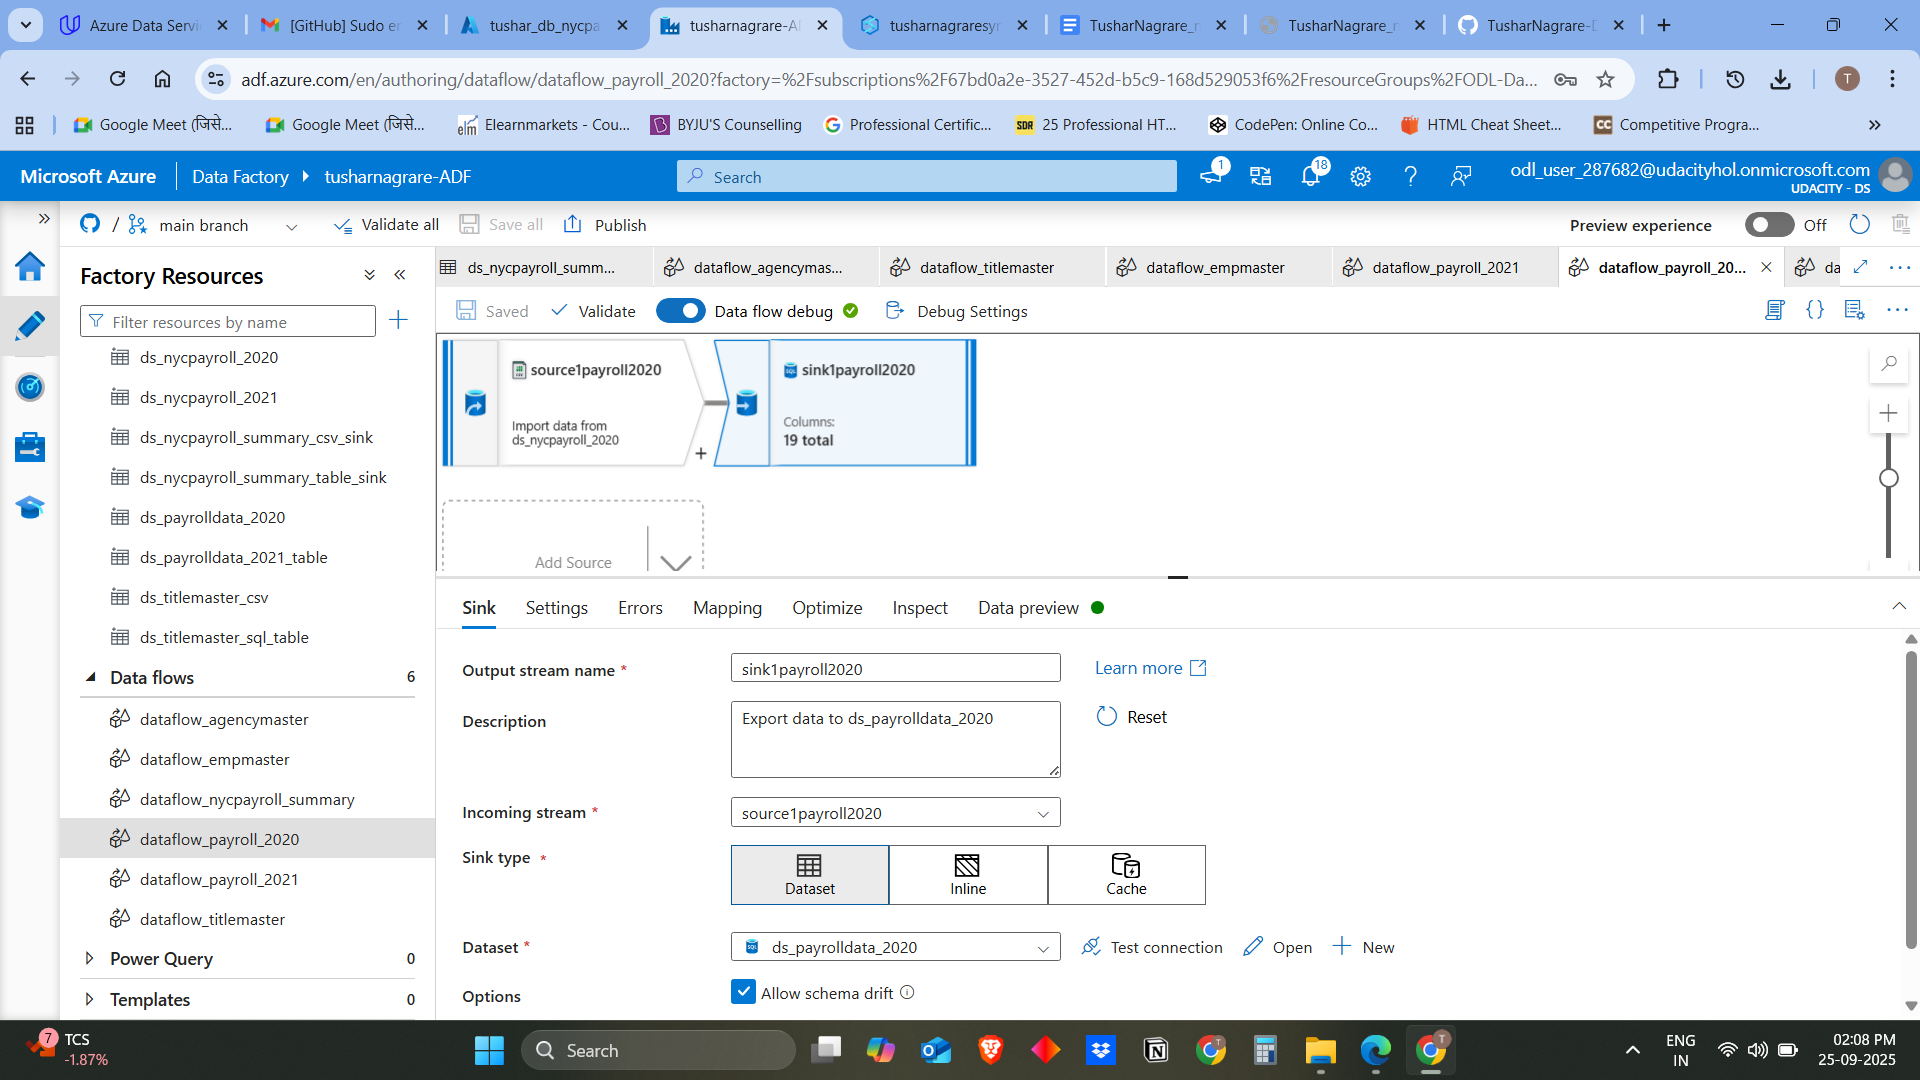 Azure Data Servi
[GitHub] Sudo er
tushar_db_nycpa
tusharnagrare-A
tusharnagraresyn
TusharNagrare_n
TusharNagrare_n
TusharNagrare-D
adf.azure.com/en/authoring/dataflow/dataflow_payroll_2020?factory=%2Fsubscriptions%2F67bd0a2e-3527-452d-b5c9-168d529053f6%2FresourceGroups%2FODL-Da...
T
Google Meet (जिसे...
Google Meet (जिसे...
elm Elearnmarkets - Cou...
BYJU'S Counselling
Professional Certific...
SDR 25 Professional HT...
CodePen: Online Co...
HTML Cheat Sheet...
CC Competitive Progra...
Microsoft Azure
Data Factory
tusharnagrare-ADF
Search
1
18
odl_user_287682@udacityhol.onmicrosoft.com
UDACITY - DS
/ main branch
Validate all
Save all
Publish
Preview experience
Off
Factory Resources
Filter resources by name
ds_nycpayroll_2020
ds_nycpayroll_2021
ds_nycpayroll_summary_csv_sink
ds_nycpayroll_summary_table_sink
ds_payrolldata_2020
ds_payrolldata_2021_table
ds_titlemaster_csv
ds_titlemaster_sql_table
Data flows 6
dataflow_agencymaster
dataflow_empmaster
dataflow_nycpayroll_summary
dataflow_payroll_2020
dataflow_payroll_2021
dataflow_titlemaster
Power Query 0
Templates 0
ds_nycpayroll_summ...
dataflow_agencymas...
dataflow_titlemaster
dataflow_empmaster
dataflow_payroll_2021
dataflow_payroll_20...
da
Saved
Validate
Data flow debug
Debug Settings
source1payroll2020
Import data from
ds_nycpayroll_2020
sink1payroll2020
Columns:
19 total
Add Source
Sink
Settings
Errors
Mapping
Optimize
Inspect
Data preview
Output stream name *
sink1payroll2020
Learn more
Description
Export data to ds_payrolldata_2020
Reset
Incoming stream *
source1payroll2020
Sink type *
Dataset
Inline
Cache
Dataset *
ds_payrolldata_2020
Test connection
Open
New
Options
Allow schema drift
7
TCS
-1.87%
Search
ENG
IN
02:08 PM
25-09-2025